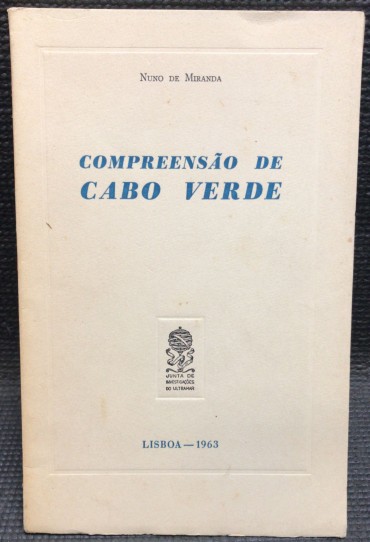 NUNO DE MIRANDA
COMPREENSÃO DE
CABO VERDE
JUNTA DE
INVESTIGAÇÕES
DO ULTRAMAR
LISBOA — 1963